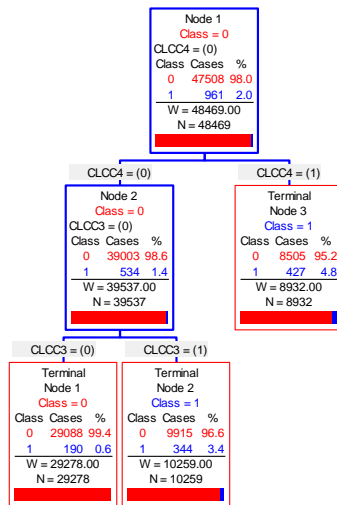 Node 1
Class = 0
CLCC4 = (0)
Class Cases %
0 47508 98.0
1 961 2.0
W = 48469.00
N = 48469
CLCC4 = (0)
CLCC4 = (1)
Node 2
Class = 0
CLCC3 = (0)
Class Cases %
0 39003 98.6
1 534 1.4
W = 39537.00
N = 39537
Terminal
Node 3
Class = 1
Class Cases %
0 8505 95.2
1 427 4.8
W = 8932.00
N = 8932
CLCC3 = (0)
CLCC3 = (1)
Terminal
Node 1
Class = 0
Class Cases %
0 29088 99.4
1 190 0.6
W = 29278.00
N = 29278
Terminal
Node 2
Class = 1
Class Cases %
0 9915 96.6
1 344 3.4
W = 10259.00
N = 10259